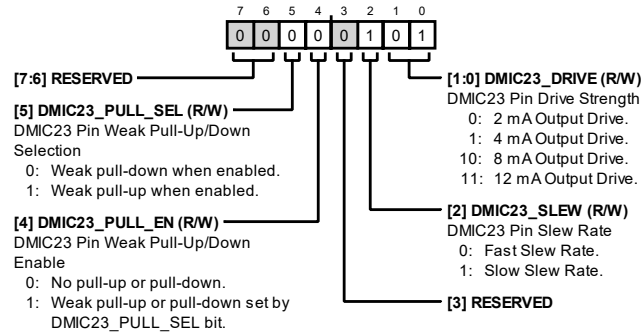 7 6 5 4 3 2 1 0
0 0 0 0 0 1 0 1
[7:6] RESERVED
[5] DMIC23_PULL_SEL (R/W)
DMIC23 Pin Weak Pull-Up/Down
Selection
0: Weak pull-down when enabled.
1: Weak pull-up when enabled.
[4] DMIC23_PULL_EN (R/W)
DMIC23 Pin Weak Pull-Up/Down
Enable
0: No pull-up or pull-down.
1: Weak pull-up or pull-down set by
DMIC23_PULL_SEL bit.
[1:0] DMIC23_DRIVE (R/W)
DMIC23 Pin Drive Strength
0: 2 mA Output Drive.
1: 4 mA Output Drive.
10: 8 mA Output Drive.
11: 12 mA Output Drive.
[2] DMIC23_SLEW (R/W)
DMIC23 Pin Slew Rate
0: Fast Slew Rate.
1: Slow Slew Rate.
[3] RESERVED